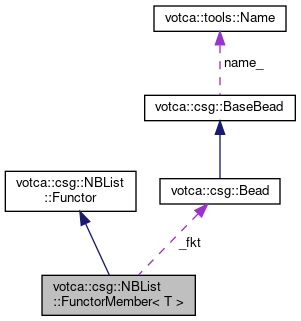 votca::tools::Name
name_
votca::csg::BaseBead
votca::csg::NBList
::Functor
votca::csg::Bead
_fkt
votca::csg::NBList
::FunctorMember< T >